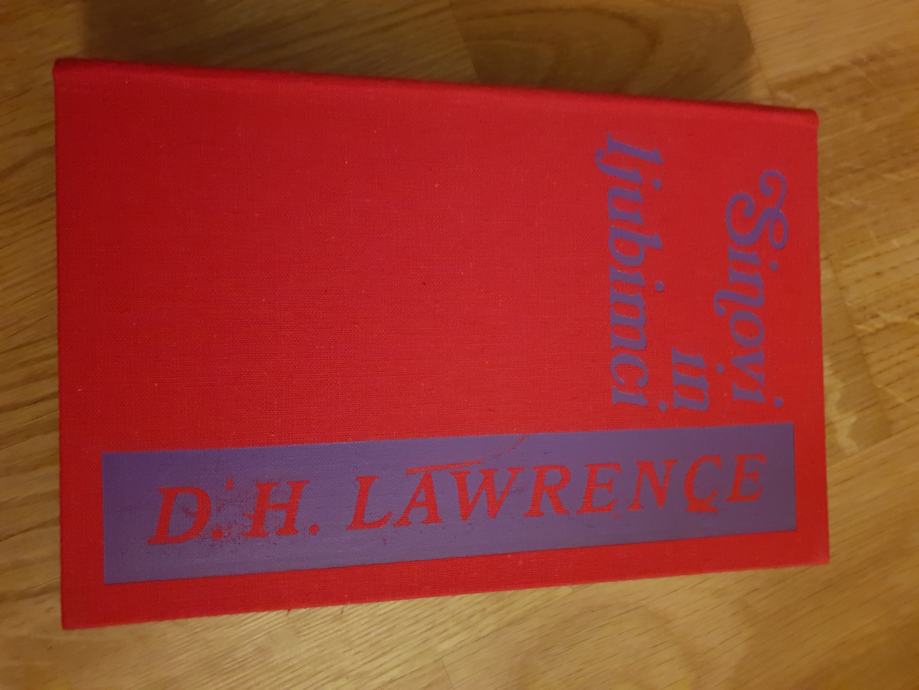 Sinovi
in
ljubimci
D. H. LAWRENCE